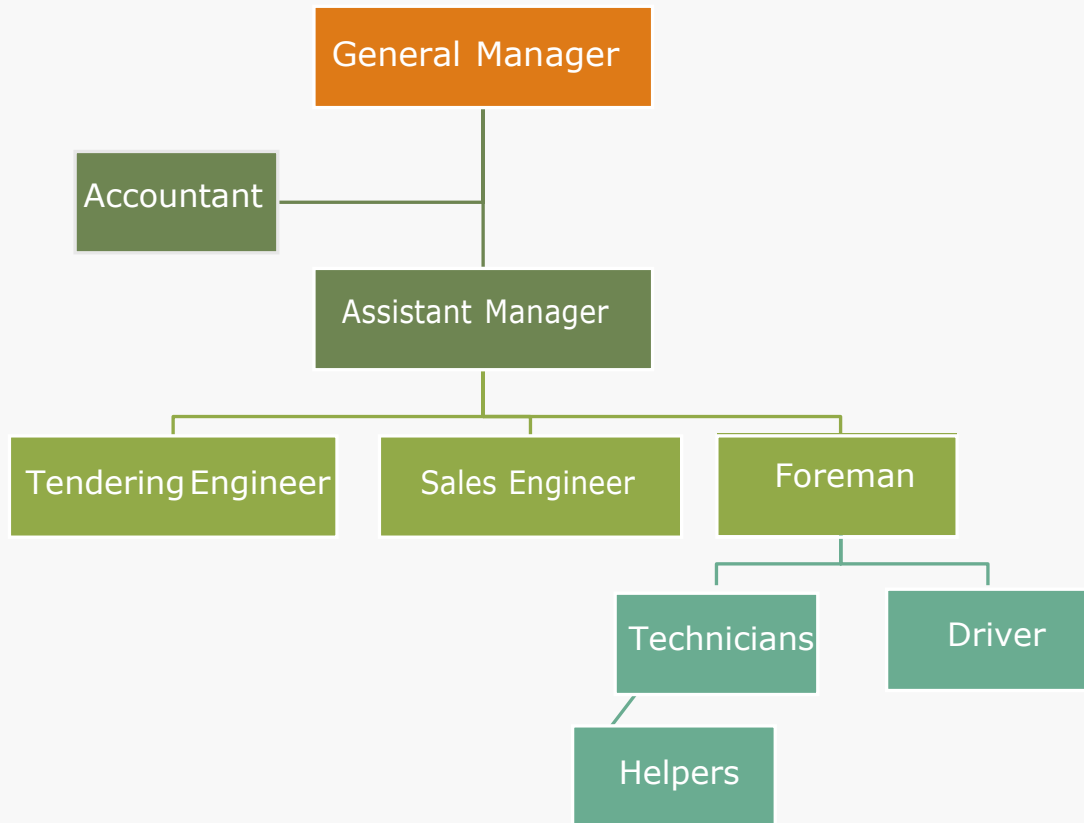 General Manager
Accountant
Assistant Manager
Tendering Engineer
Sales Engineer
Foreman
Technicians
Driver
Helpers